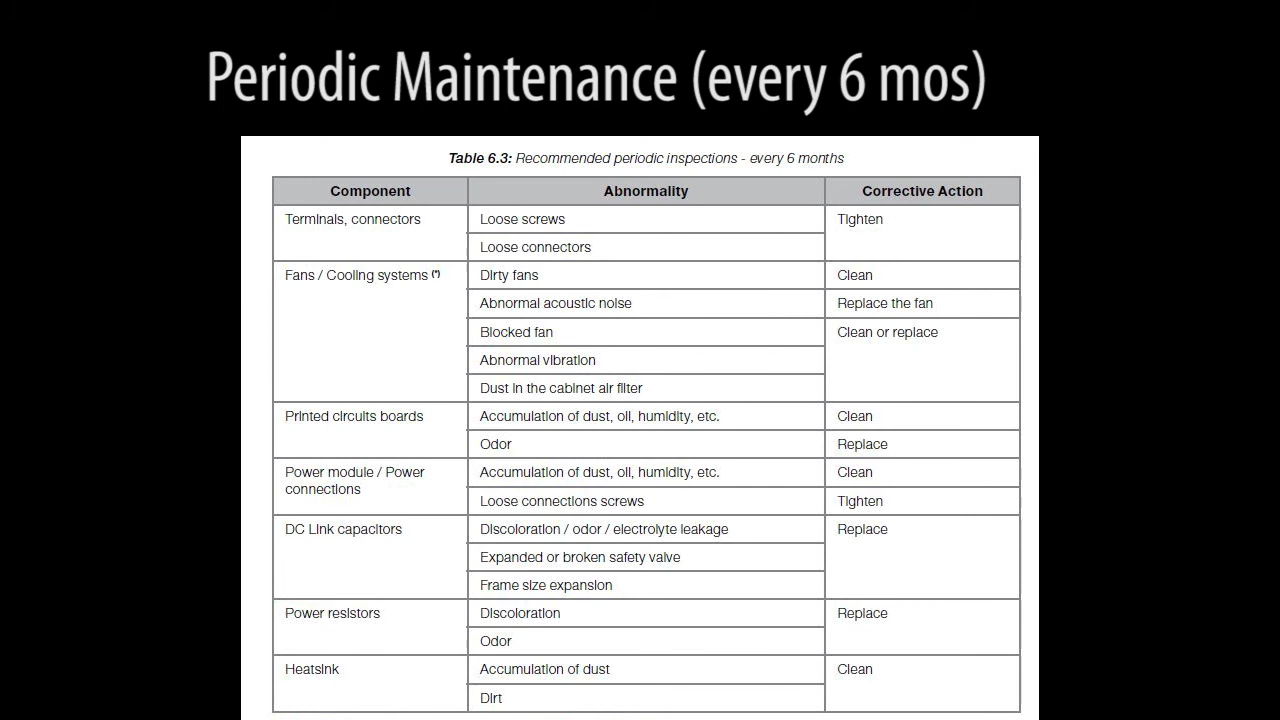 Periodic Maintenance (every 6 mos)
Table 6.3: Recommended periodic inspections - every 6 months
Component Abnormality Corrective Action
Terminals, connectors Loose screws Tighten
Loose connectors
Fans / Cooling systems (*) Dirty fans Clean
Abnormal acoustic noise Replace the fan
Blocked fan Clean or replace
Abnormal vibration
Dust in the cabinet air filter
Printed circuits boards Accumulation of dust, oil, humidity, etc. Clean
Odor Replace
Power module / Power Accumulation of dust, oil, humidity, etc. Clean
connections
Loose connections screws Tighten
DC Link capacitors Discoloration / odor / electrolyte leakage Replace
Expanded or broken safety valve
Frame size expansion
Power resistors Discoloration Replace
Odor
Heatsink Accumulation of dust Clean
Dirt